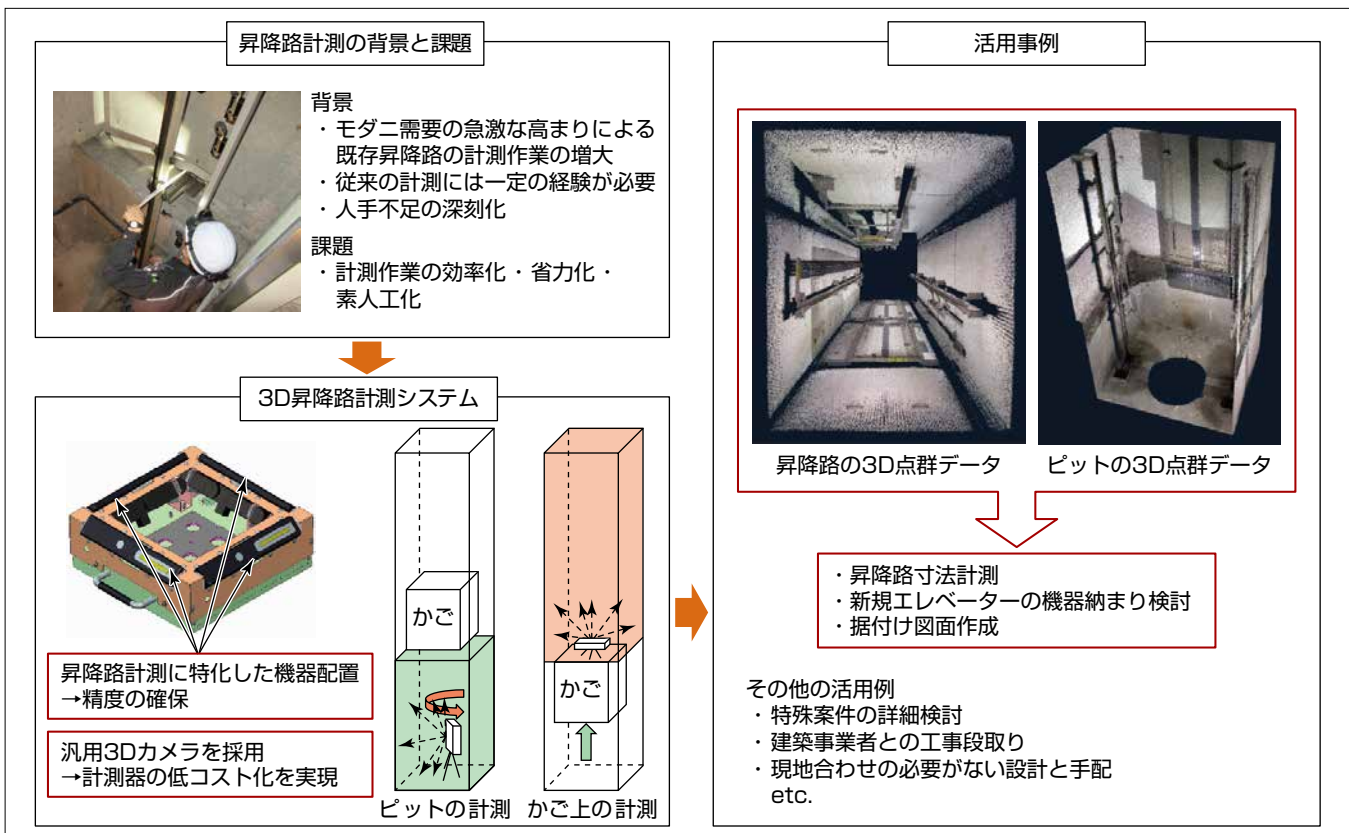 昇降路計測の背景と課題
背景
・モダニ需要の急激な高まりによる
既存昇降路の計測作業の増大
・従来の計測には一定の経験が必要
・人手不足の深刻化
課題
・計測作業の効率化・省力化・
素人工化
3D昇降路計測システム
昇降路計測に特化した機器配置
→精度の確保
汎用3Dカメラを採用
→計測器の低コスト化を実現
かご
ピットの計測
かご
かご上の計測
活用事例
昇降路の3D点群データ
ピットの3D点群データ
・昇降路寸法計測
・新規エレベーターの機器納まり検討
・据付け図面作成
その他の活用例
・特殊案件の詳細検討
・建築事業者との工事段取り
・現地合わせの必要がない設計と手配
etc.